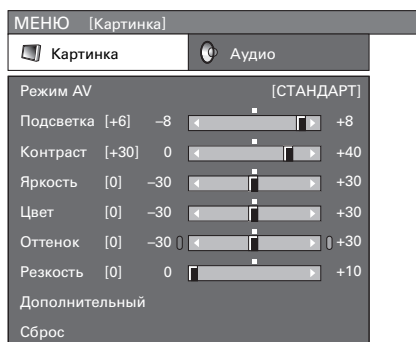 МЕНЮ [Картинка]
Картинка Аудио
Режим AV [СТАНДАРТ]
Подсветка [+6] –8 +8
Контраст [+30] 0 +40
Яркость [0] –30 +30
Цвет [0] –30 +30
Оттенок [0] –30 +30
Резкость [0] 0 +10
Дополнительный
Сброс